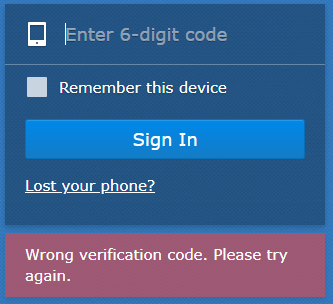 Enter 6-digit code
Remember this device
Sign In
Lost your phone?
Wrong verification code. Please try
again.